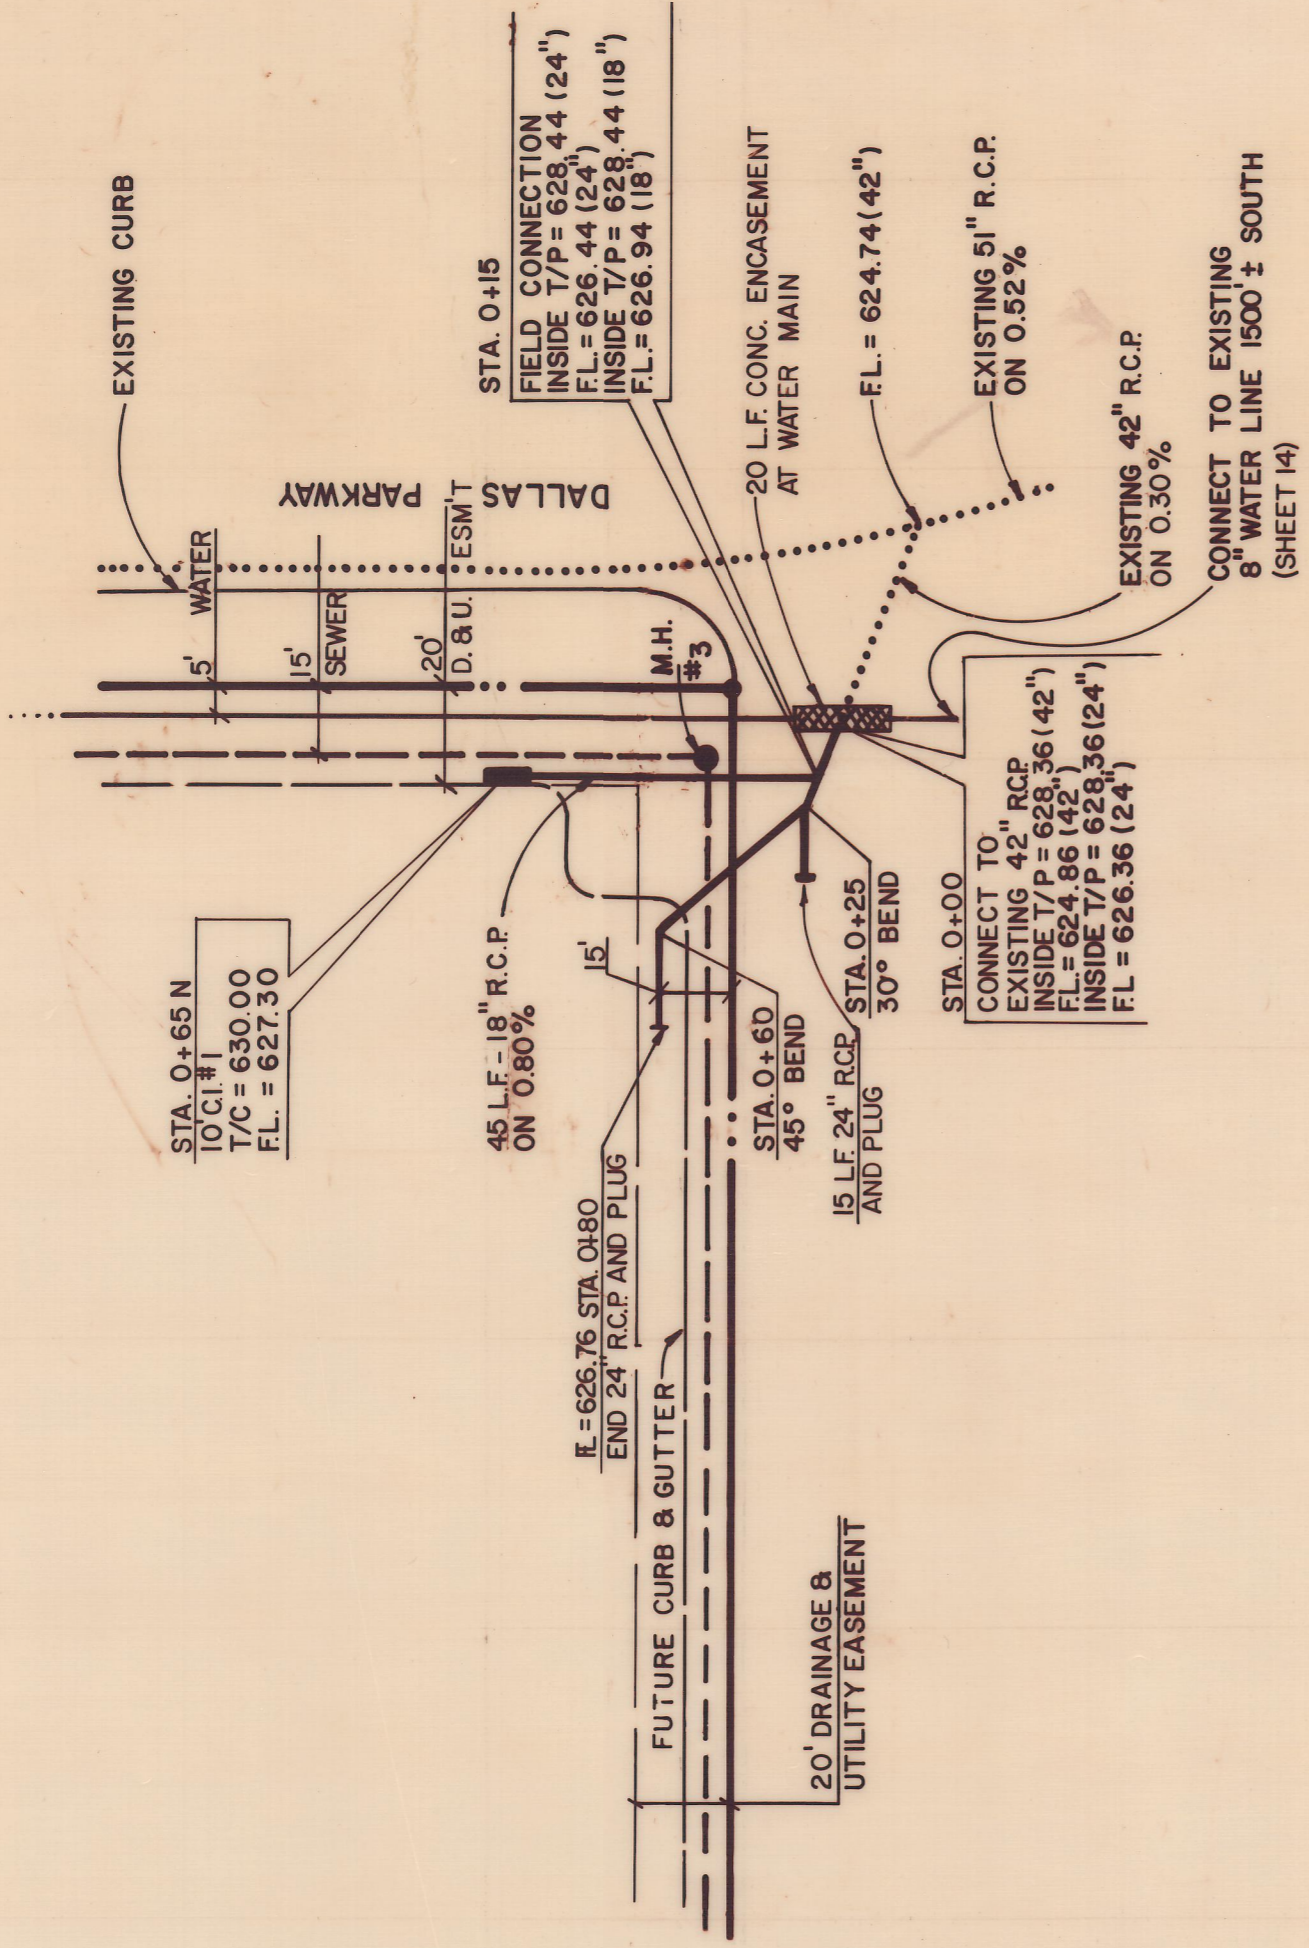 EXISTING CURB
STA. 0+15
FIELD CONNECTION
INSIDE T/P = 628.44 (24")
F.L. = 626.44 (24")
INSIDE T/P = 628.44 (18")
F.L. = 626.94 (18")
20 L.F. CONC. ENCASEMENT
AT WATER MAIN
F.L. = 624.74 (42")
EXISTING 51" R.C.P.
ON 0.52%
EXISTING 42" R.C.P.
ON 0.30%
CONNECT TO EXISTING
8" WATER LINE 1500' ± SOUTH
(SHEET 14)
DALLAS PARKWAY
5' WATER
15'
SEWER
20'
D. & U. ESM'T
M.H.
#3
STA. 0+65 N
10' C.I. #1
T/C = 630.00
F.L. = 627.30
45 L.F. - 18" R.C.P.
ON 0.80%
15'
STA. 0+60
45° BEND
15 L.F. 24" R.C.P.
AND PLUG
STA. 0+25
30° BEND
STA. 0+00
CONNECT TO
EXISTING 42" R.C.P.
INSIDE T/P = 628.36 (42")
F.L. = 624.86 (42")
INSIDE T/P = 628.36 (24")
F.L = 626.36 (24")
FL = 626.76 STA. 0+80
END 24" R.C.P. AND PLUG
FUTURE CURB & GUTTER
20' DRAINAGE &
UTILITY EASEMENT